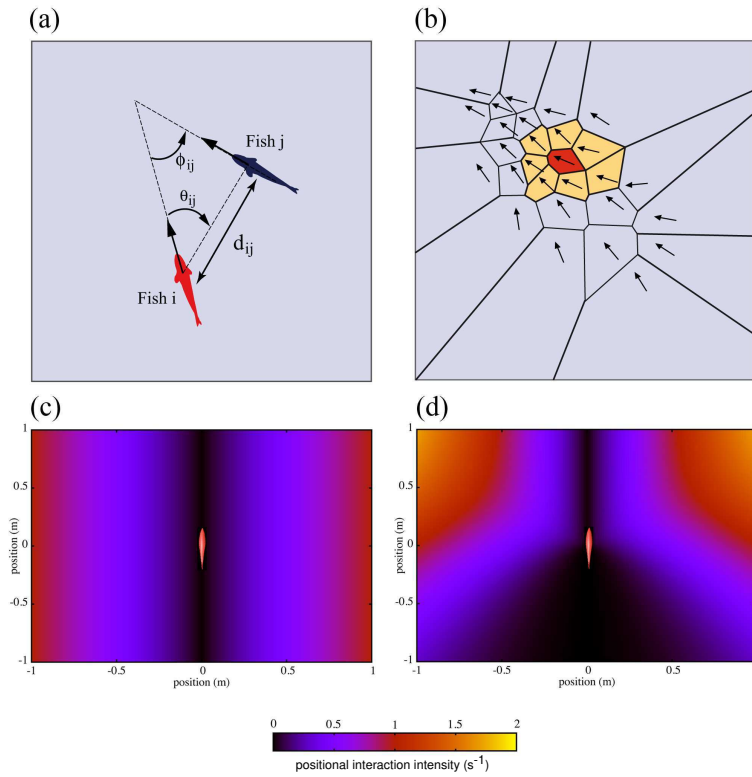 (a)
Fish j
ϕij
θij
dij
Fish i
(b)
(c)
1
0.5
0
-0.5
-1
position (m)
-1
-0.5
0
0.5
1
position (m)
(d)
1
0.5
0
-0.5
-1
position (m)
-1
-0.5
0
0.5
position (m)
0
0.5
1
1.5
2
positional interaction intensity (s-1)